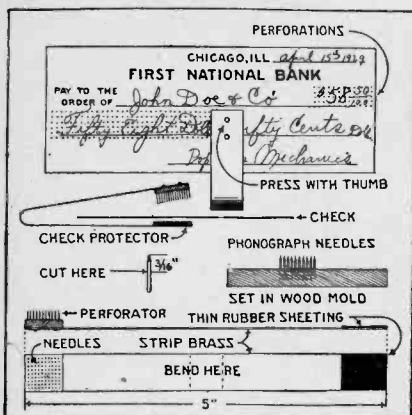 PERFORATIONS
CHICAGO, ILL. April 15th 1929
FIRST NATIONAL BANK
PAY TO THE ORDER OF John Doe & Co
Fifty Eight Fifty Cents
Mechanics
PRESS WITH THUMB
CHECK
CHECK PROTECTOR
PHONOGRAPH NEEDLES
CUT HERE
3/16"
SET IN WOOD MOLD
PERFORATOR
THIN RUBBER SHEETING
NEEDLES
STRIP BRASS
BEND HERE
5"